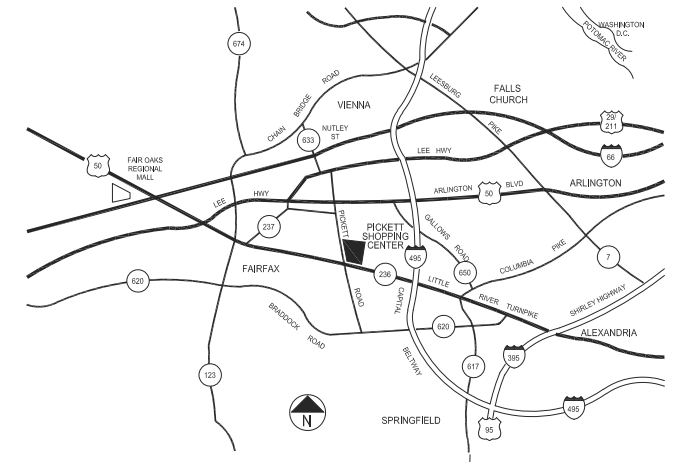 WASHINGTON
D.C.
POTOMAC RIVER
674
LEESBURG
PIKE
FALLS
CHURCH
CHAIN BRIDGE ROAD
VIENNA
29/
211
NUTLEY
ST
633
LEE HWY
66
50
FAIR OAKS
REGIONAL
MALL
ARLINGTON BLVD
50
ARLINGTON
LEE HWY
237
PICKETT
ROAD
PICKETT
SHOPPING
CENTER
GALLOWS
ROAD
495
COLUMBIA PIKE
7
FAIRFAX
236
650
620
LITTLE
RIVER TURNPIKE
SHIRLEY HIGHWAY
CAPITAL
BELTWAY
BRADDOCK
ROAD
620
ALEXANDRIA
395
617
123
N
SPRINGFIELD
495
95